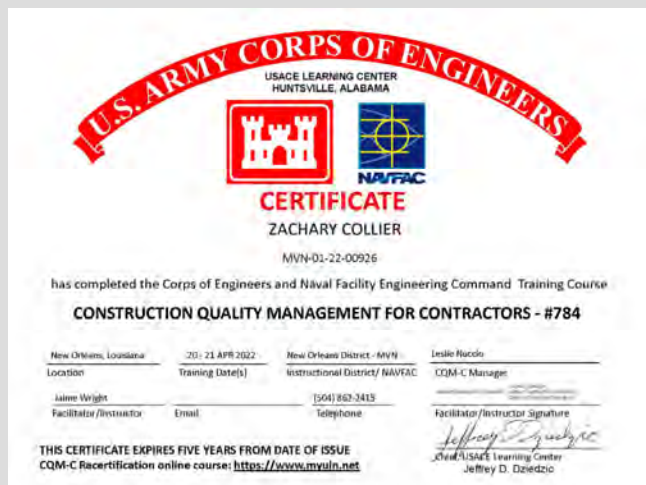 U.S. ARMY CORPS OF ENGINEERS
USACE LEARNING CENTER
HUNTSVILLE, ALABAMA
NAVFAC
CERTIFICATE
ZACHARY COLLIER
MVN-01-22-00926
has completed the Corps of Engineers and Naval Facility Engineering Command Training Course
CONSTRUCTION QUALITY MANAGEMENT FOR CONTRACTORS - #784
New Orleans, Louisiana 20 - 21 APR 2022 New Orleans District - MVN Leslie
Location Training Date(s) Instructional District/ NAVFAC CQM-C Manager
Jaime Wright (504) 862-2415
Facilitator/Instructor Email Telephone Facilitator/Instructor Signature
THIS CERTIFICATE EXPIRES FIVE YEARS FROM DATE OF ISSUE
CQM-C Recertification online course: https://www.myuln.net
Chief, USACE Learning Center
Jeffrey D. Dziedzic